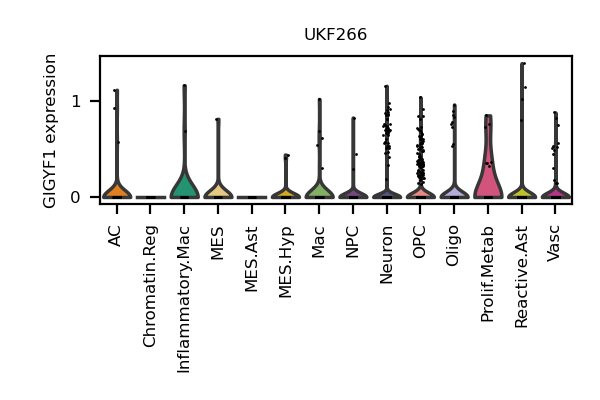 UKF266
GIGYF1 expression
1
0
AC
Chromatin.Reg
Inflammatory.Mac
MES
MES.Ast
MES.Hyp
Mac
NPC
Neuron
OPC
Oligo
Prolif.Metab
Reactive.Ast
Vasc